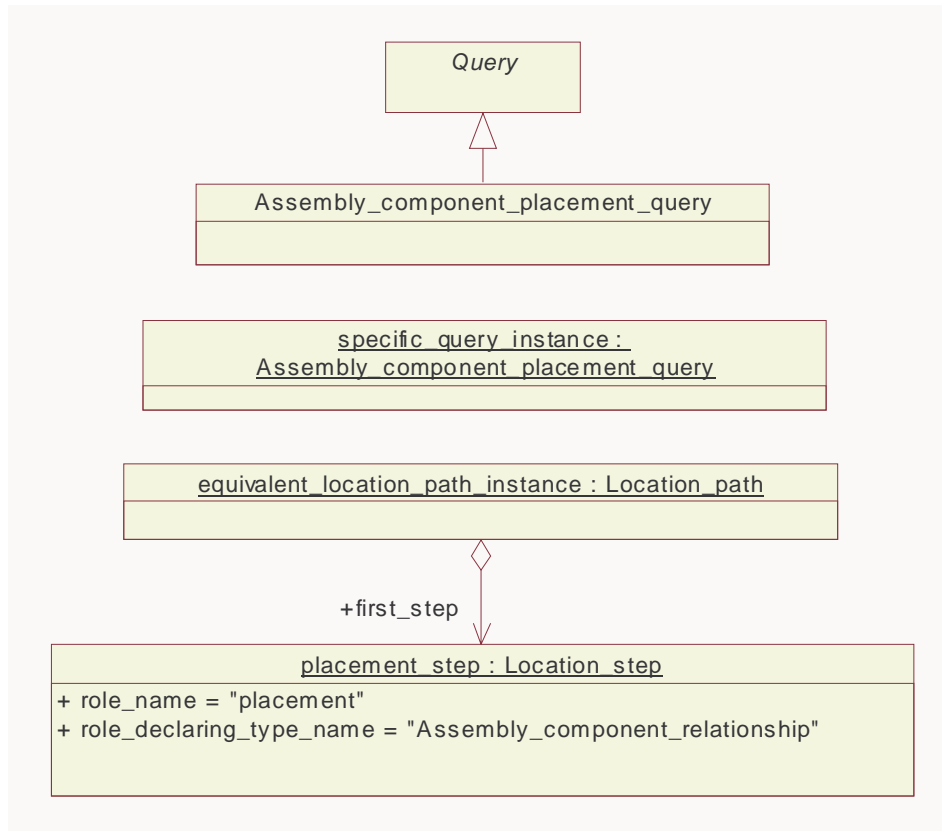 Query
Assembly_component_placement_query
specific_query_instance :
Assembly_component_placement_query
equivalent_location_path_instance : Location_path
+first_step
placement_step : Location_step
+ role_name = "placement"
+ role_declaring_type_name = "Assembly_component_relationship"